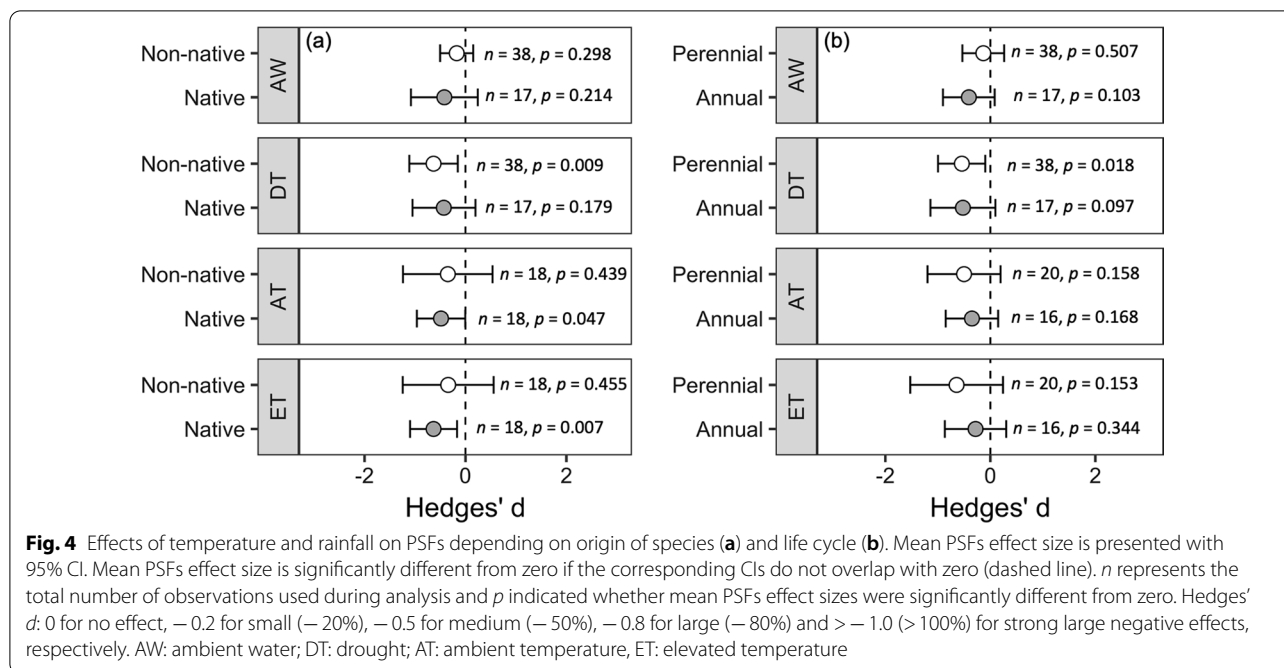 (a)
Non-native
n = 38, p = 0.298
Native
n = 17, p = 0.214
AW
Non-native
n = 38, p = 0.009
Native
n = 17, p = 0.179
DT
Non-native
n = 18, p = 0.439
Native
n = 18, p = 0.047
AT
Non-native
n = 18, p = 0.455
Native
n = 18, p = 0.007
ET
-2 0 2
Hedges' d
(b)
Perennial
n = 38, p = 0.507
Annual
n = 17, p = 0.103
AW
Perennial
n = 38, p = 0.018
Annual
n = 17, p = 0.097
DT
Perennial
n = 20, p = 0.158
Annual
n = 16, p = 0.168
AT
Perennial
n = 20, p = 0.153
Annual
n = 16, p = 0.344
ET
-2 0 2
Hedges' d
Fig. 4 Effects of temperature and rainfall on PSFs depending on origin of species (a) and life cycle (b). Mean PSFs effect size is presented with
95% CI. Mean PSFs effect size is significantly different from zero if the corresponding CIs do not overlap with zero (dashed line). n represents the
total number of observations used during analysis and p indicated whether mean PSFs effect sizes were significantly different from zero. Hedges'
d: 0 for no effect, − 0.2 for small (− 20%), − 0.5 for medium (− 50%), − 0.8 for large (− 80%) and > − 1.0 (> 100%) for strong large negative effects,
respectively. AW: ambient water; DT: drought; AT: ambient temperature, ET: elevated temperature